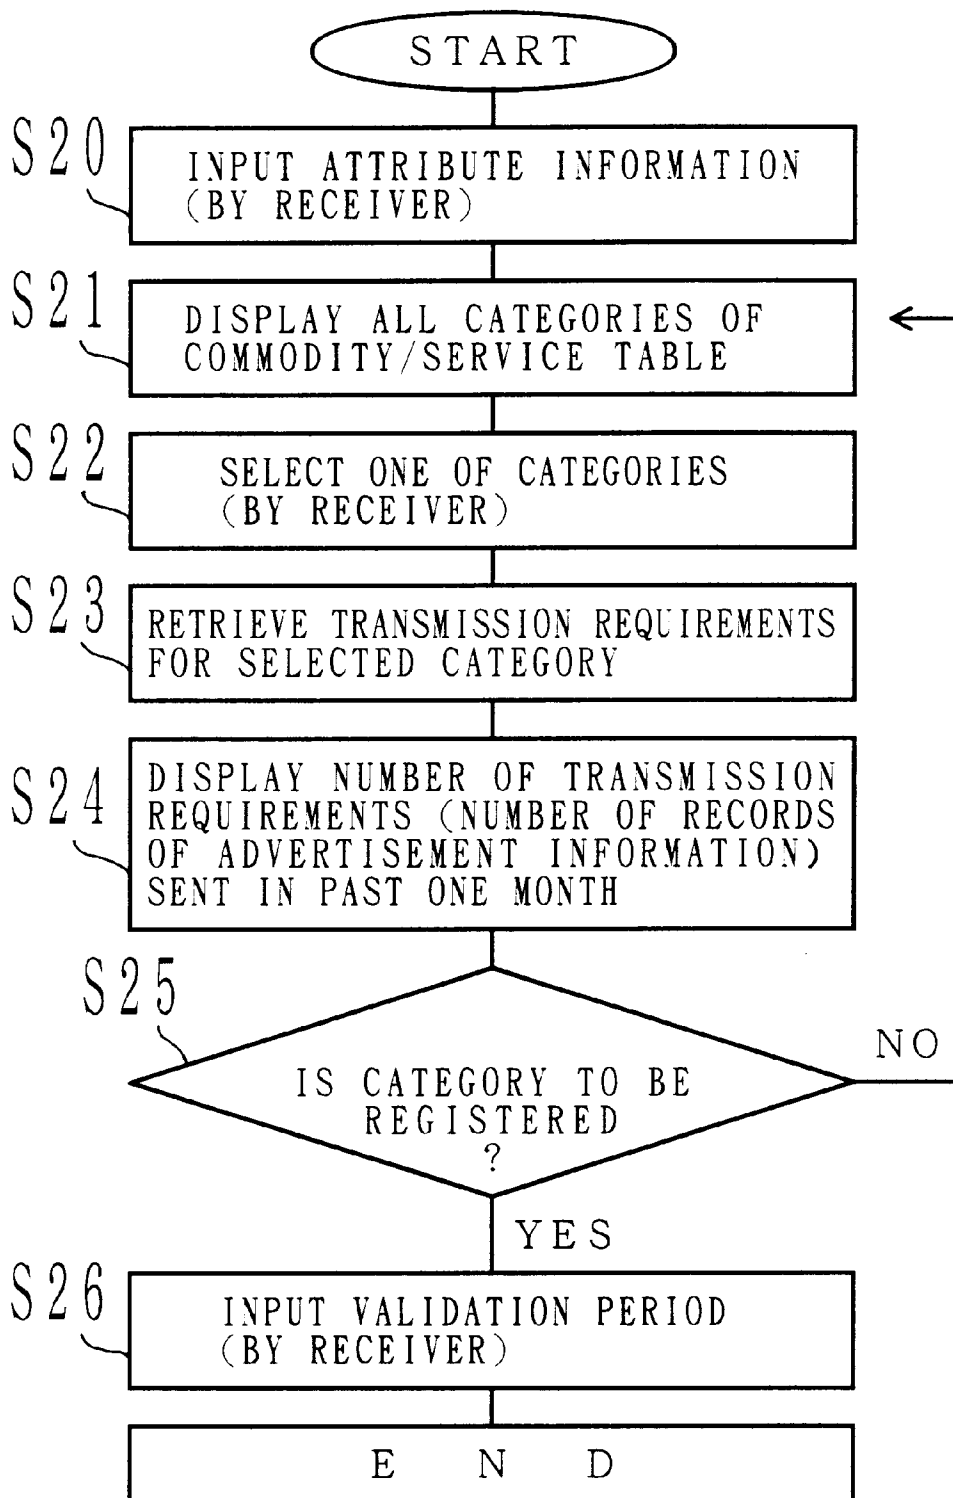 START
S20
INPUT ATTRIBUTE INFORMATION
(BY RECEIVER)
S21
DISPLAY ALL CATEGORIES OF
COMMODITY/SERVICE TABLE
S22
SELECT ONE OF CATEGORIES
(BY RECEIVER)
S23
RETRIEVE TRANSMISSION REQUIREMENTS
FOR SELECTED CATEGORY
S24
DISPLAY NUMBER OF TRANSMISSION
REQUIREMENTS (NUMBER OF RECORDS
OF ADVERTISEMENT INFORMATION)
SENT IN PAST ONE MONTH
S25
NO
IS CATEGORY TO BE
REGISTERED
?
YES
S26
INPUT VALIDATION PERIOD
(BY RECEIVER)
END